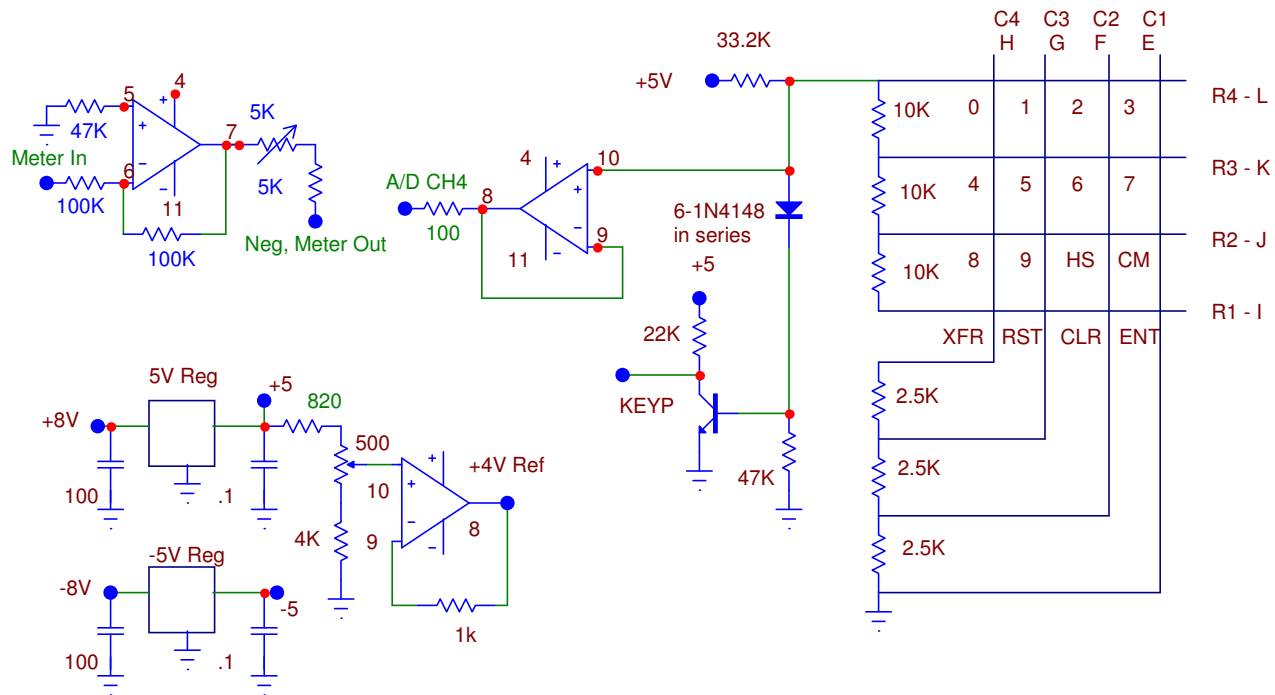 C4 C3 C2 C1
H G F E
33.2K
+5V
R4 - L
10K 0 1 2 3
R3 - K
10K 4 5 6 7
R2 - J
10K 8 9 HS CM
R1 - I
XFR RST CLR ENT
2.5K
2.5K
2.5K
4
5
+
+
−
−
47K
7
5K
5K
Meter In
6
100K
11
100K
Neg, Meter Out
A/D CH4
8
100
4
10
+
+
−
−
9
11
6-1N4148
in series
+5
22K
KEYP
47K
5V Reg
+8V
+5
820
100
.1
500
10
+
+
−
−
+4V Ref
4K
9
8
1k
-5V Reg
-8V
-5
100
.1